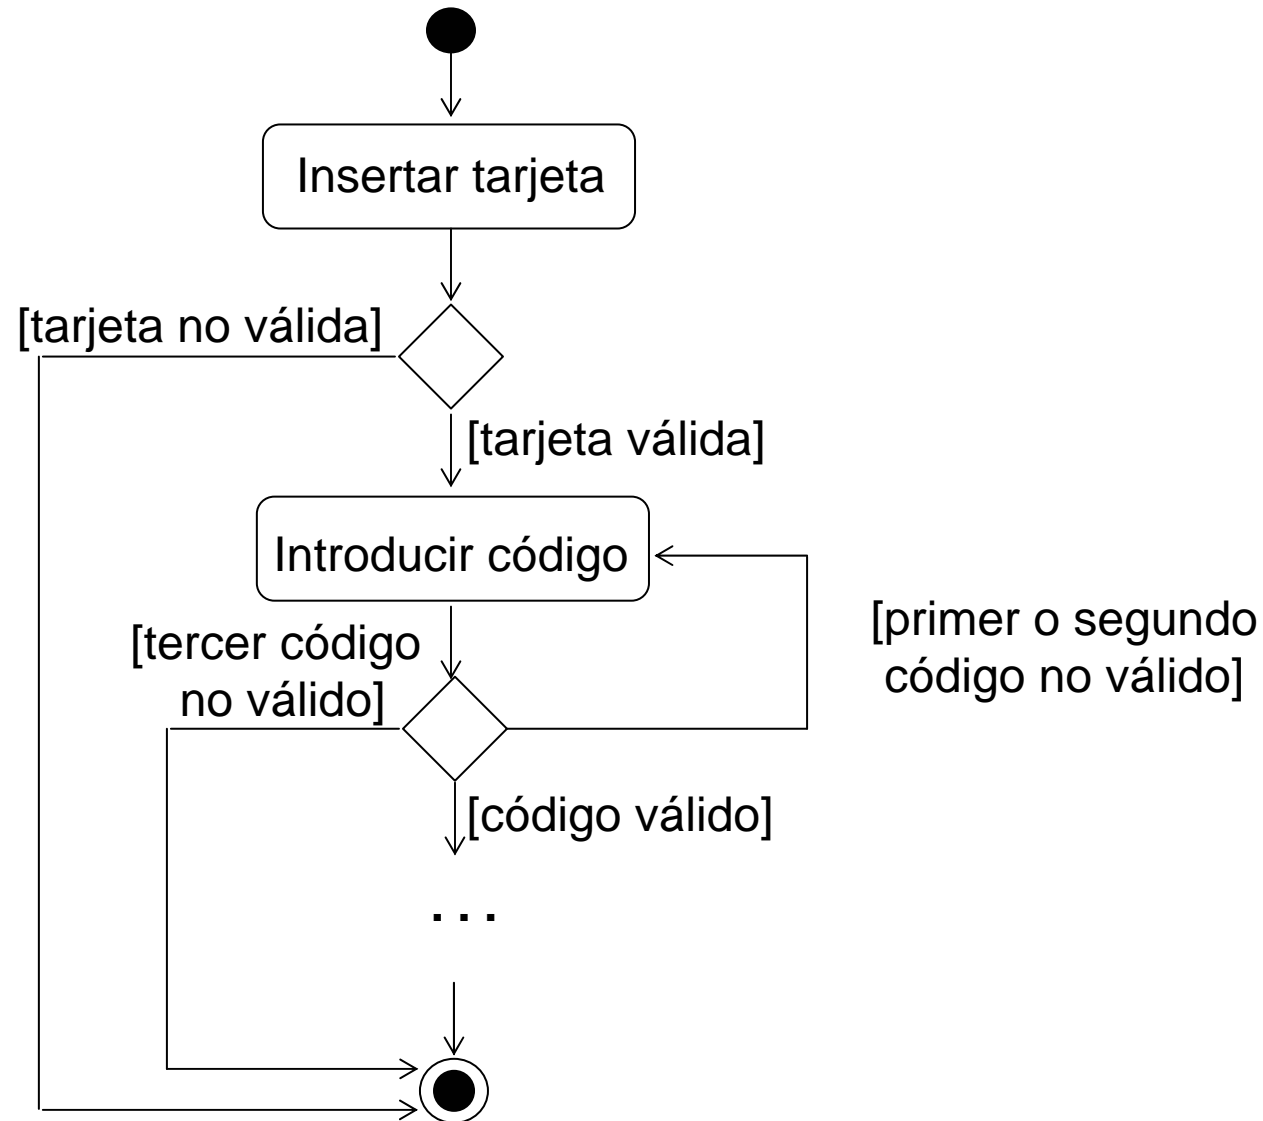 Insertar tarjeta
[tarjeta no válida]
[tarjeta válida]
Introducir código
[primer o segundo
código no válido]
[tercer código
no válido]
[código válido]
...